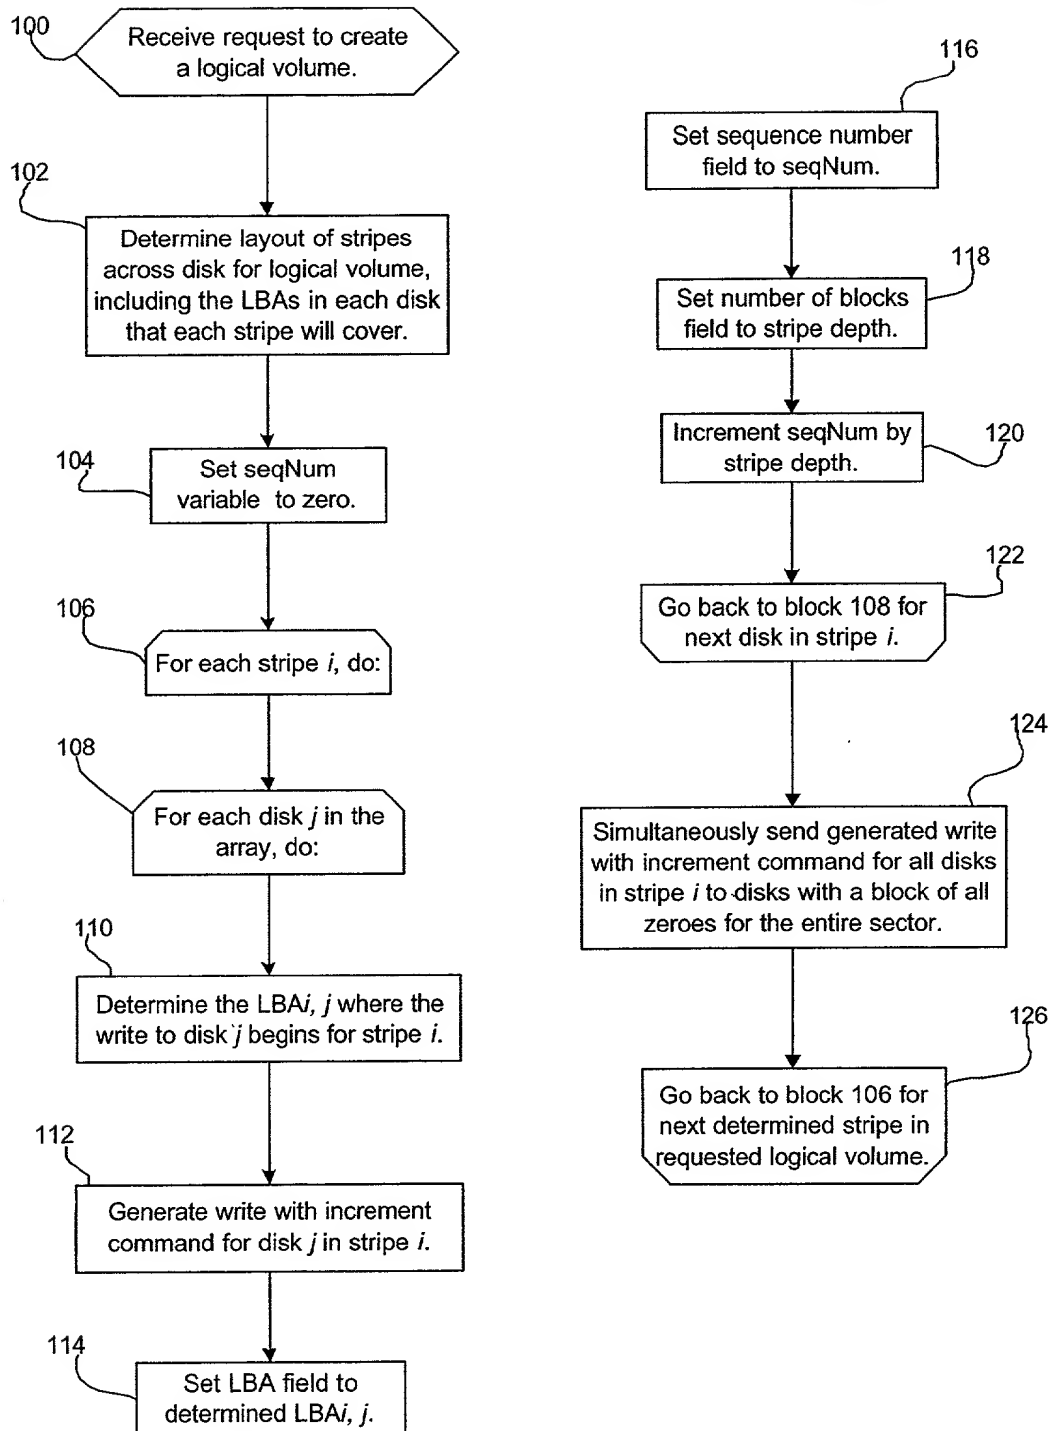 100
Receive request to create
a logical volume.
102
Determine layout of stripes
across disk for logical volume,
including the LBAs in each disk
that each stripe will cover.
104
Set seqNum
variable to zero.
106
For each stripe i, do:
108
For each disk j in the
array, do:
110
Determine the LBAi, j where the
write to disk j begins for stripe i.
112
Generate write with increment
command for disk j in stripe i.
114
Set LBA field to
determined LBAi, j.
116
Set sequence number
field to seqNum.
118
Set number of blocks
field to stripe depth.
120
Increment seqNum by
stripe depth.
122
Go back to block 108 for
next disk in stripe i.
124
Simultaneously send generated write
with increment command for all disks
in stripe i to disks with a block of all
zeroes for the entire sector.
126
Go back to block 106 for
next determined stripe in
requested logical volume.